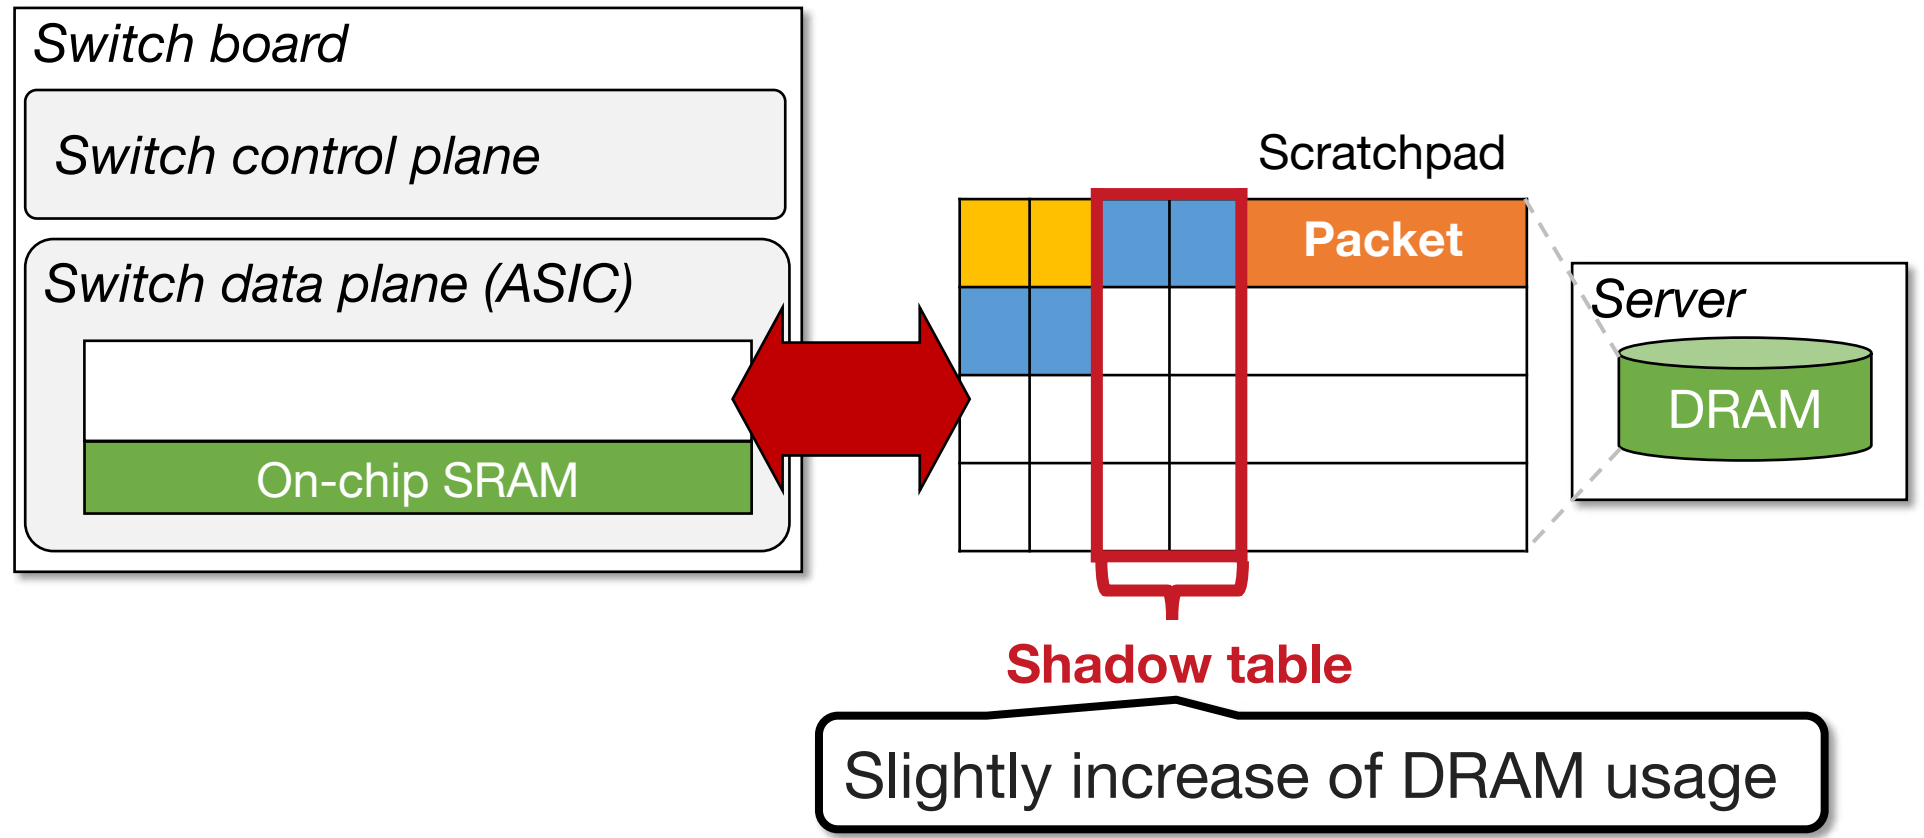 Switch board
Switch control plane
Switch data plane (ASIC)
On-chip SRAM
Scratchpad
Packet
Server
DRAM
Shadow table
Slightly increase of DRAM usage